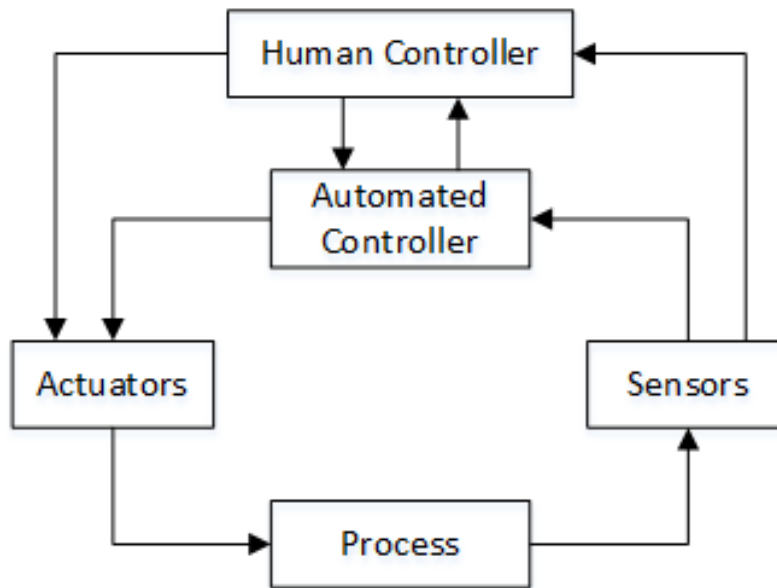 Human Controller
Automated
Controller
Actuators
Sensors
Process